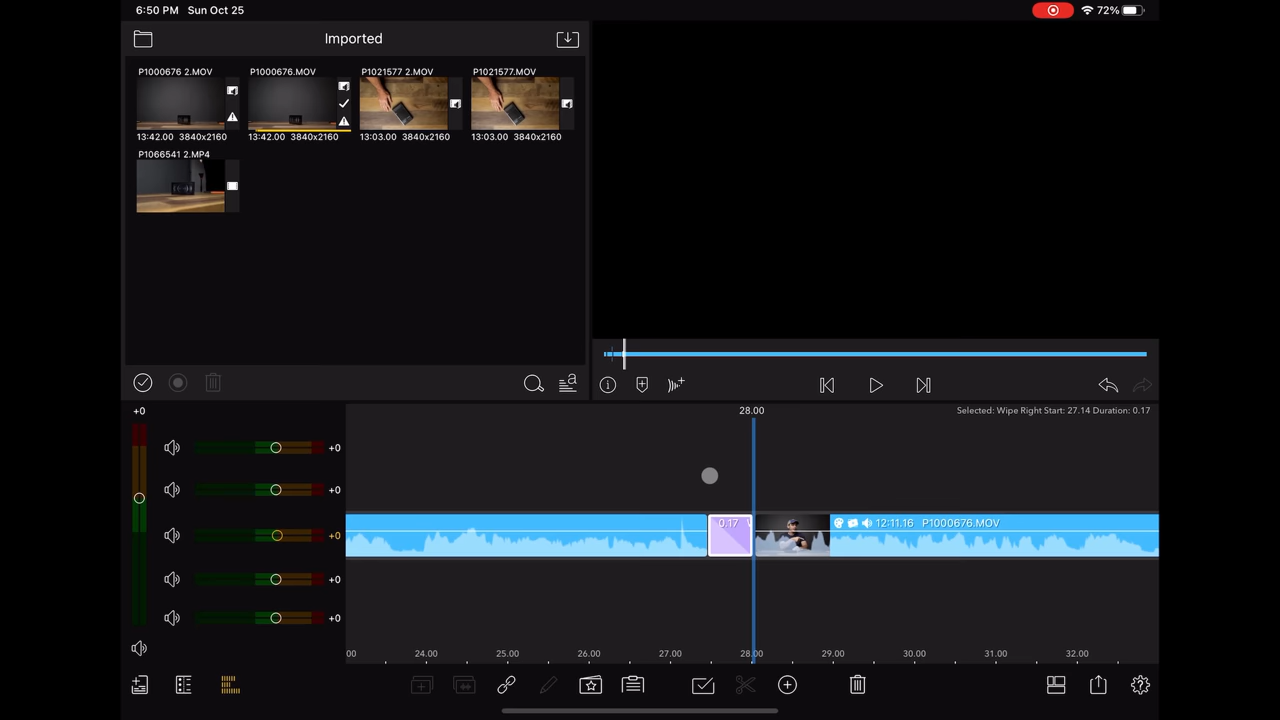 6:50 PM Sun Oct 25
72%
Imported
P1000676 2.MOV
P1000676.MOV
P1021577 2.MOV
P1021577.MOV
13:42.00 3840x2160
13:42.00 3840x2160
13:03.00 3840x2160
13:03.00 3840x2160
P1066541 2.MP4
+0
28.00
Selected: Wipe Right Start: 27.14 Duration: 0.17
+0
+0
0.17
12:11.16 P1000676.MOV
+0
+0
+0
00
24.00
25.00
26.00
27.00
28.00
29.00
30.00
31.00
32.00